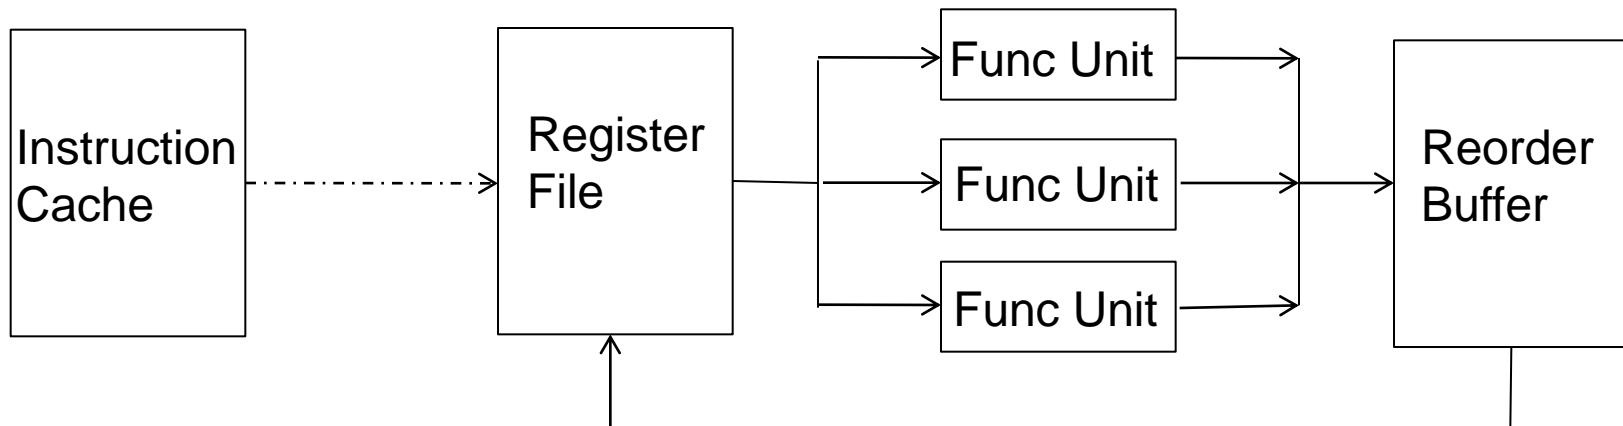 Instruction
Cache
Register
File
Func Unit
Func Unit
Func Unit
Reorder
Buffer